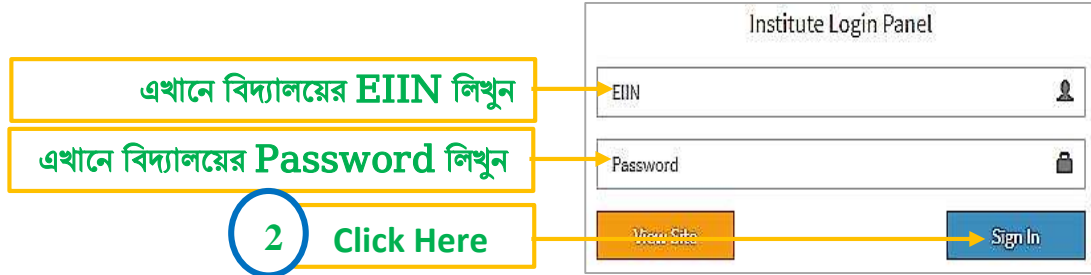 Institute Login Panel
এখানে বিদ্যালয়ের EIIN লিখুন
EIIN
এখানে বিদ্যালয়ের Password লিখুন
Password
2 Click Here
View Site
Sign In